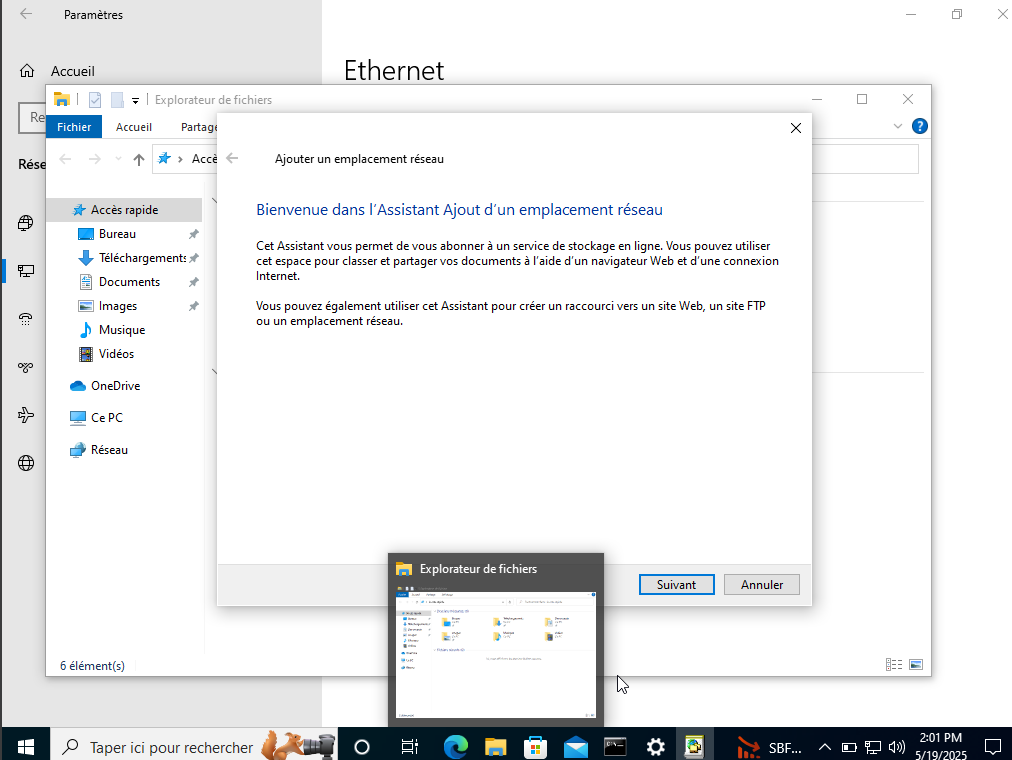 Paramètres
Accueil
Ethernet
Explorateur de fichiers
Re
Fichier
Accueil
Partage
Rése
Accè
Ajouter un emplacement réseau
Bienvenue dans l'Assistant Ajout d'un emplacement réseau
Cet Assistant vous permet de vous abonner à un service de stockage en ligne. Vous pouvez utiliser
cet espace pour classer et partager vos documents à l'aide d'un navigateur Web et d'une connexion
Internet.
Vous pouvez également utiliser cet Assistant pour créer un raccourci vers un site Web, un site FTP
ou un emplacement réseau.
Accès rapide
Bureau
Téléchargements
Documents
Images
Musique
Vidéos
OneDrive
Ce PC
Réseau
Explorateur de fichiers
Suivant
Annuler
6 élément(s)
Taper ici pour rechercher
SBF...
2:01 PM
5/19/2025